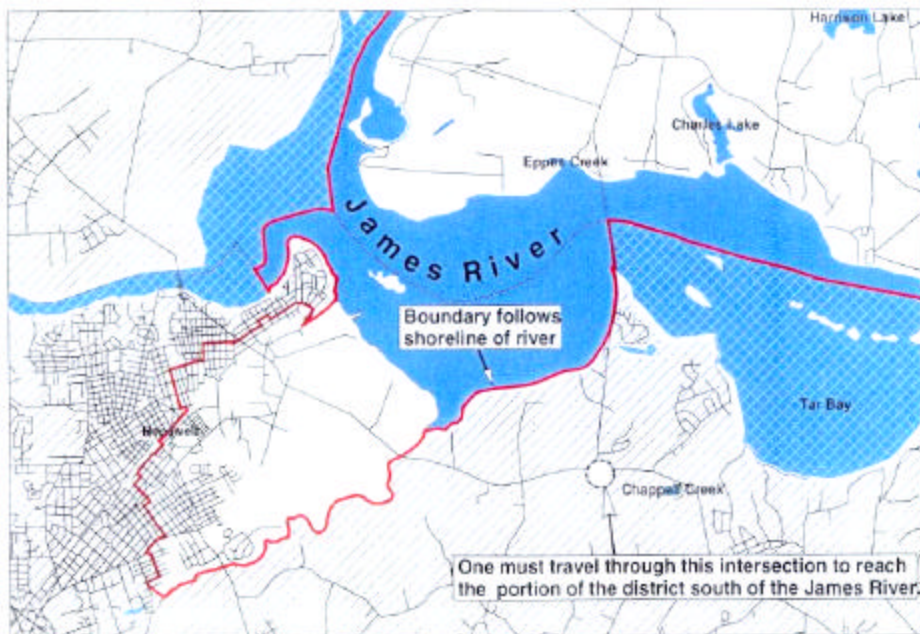 Harrison Lake
Charles Lake
Eppes Creek
James River
Boundary follows
shoreline of river
Tar Bay
Hopewell
Chappell Creek
One must travel through this intersection to reach
the portion of the district south of the James River.